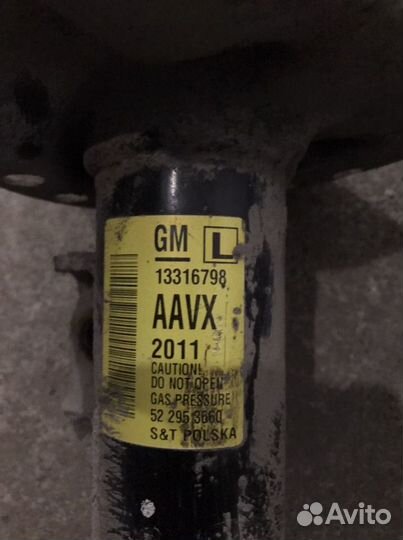 GM L
13316798
AAVX
2011
CAUTION!
DO NOT OPEN
GAS PRESSURE
52 295 3660
S&T POLSKA
Avito